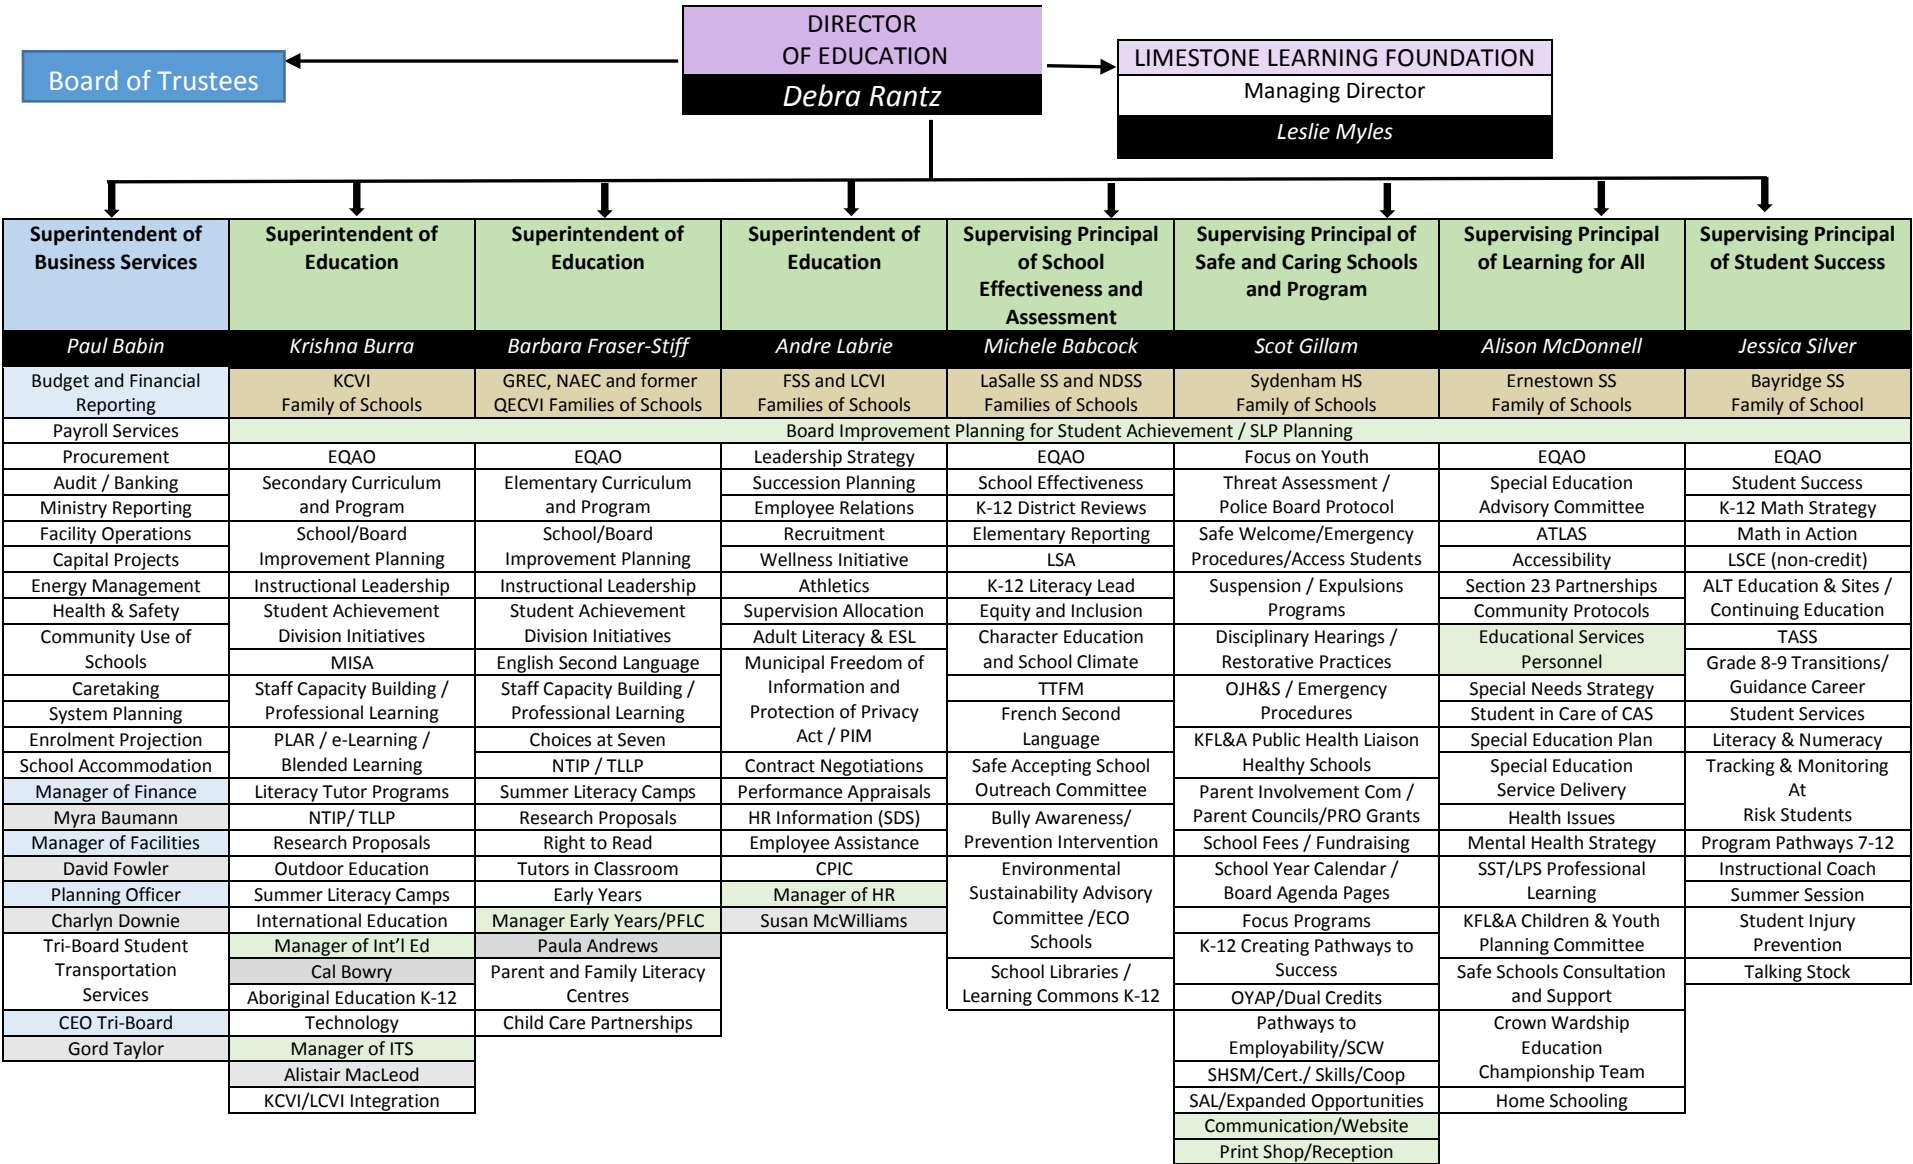 DIRECTOR
OF EDUCATION
Debra Rantz
Board of Trustees
LIMESTONE LEARNING FOUNDATION
Managing Director
Leslie Myles
Superintendent of
Business Services
Paul Babin
Budget and Financial
Reporting
Payroll Services
Procurement
Audit / Banking
Ministry Reporting
Facility Operations
Capital Projects
Energy Management
Health & Safety
Community Use of
Schools
Caretaking
System Planning
Enrolment Projection
School Accommodation
Manager of Finance
Myra Baumann
Manager of Facilities
David Fowler
Planning Officer
Charlyn Downie
Tri-Board Student
Transportation
Services
CEO Tri-Board
Gord Taylor
Superintendent of
Education
Krishna Burra
KCVI
Family of Schools
Board Improvement Planning for Student Achievement / SLP Planning
EQAO
Secondary Curriculum
and Program
School/Board
Improvement Planning
Instructional Leadership
Student Achievement
Division Initiatives
MISA
Staff Capacity Building /
Professional Learning
PLAR / e-Learning /
Blended Learning
Literacy Tutor Programs
NTIP/ TLLP
Research Proposals
Outdoor Education
Summer Literacy Camps
International Education
Manager of Int’l Ed
Cal Bowry
Aboriginal Education K-12
Technology
Manager of ITS
Alistair MacLeod
KCVI/LCVI Integration
Superintendent of
Education
Barbara Fraser-Stiff
GREC, NAEC and former
QECVI Families of Schools
EQAO
Elementary Curriculum
and Program
School/Board
Improvement Planning
Instructional Leadership
Student Achievement
Division Initiatives
English Second Language
Staff Capacity Building /
Professional Learning
Choices at Seven
NTIP / TLLP
Summer Literacy Camps
Research Proposals
Right to Read
Tutors in Classroom
Early Years
Manager Early Years/PFLC
Paula Andrews
Parent and Family Literacy
Centres
Child Care Partnerships
Superintendent of
Education
Andre Labrie
FSS and LCVI
Families of Schools
Leadership Strategy
Succession Planning
Employee Relations
Recruitment
Wellness Initiative
Athletics
Supervision Allocation
Adult Literacy & ESL
Municipal Freedom of
Information and
Protection of Privacy
Act / PIM
Contract Negotiations
Performance Appraisals
HR Information (SDS)
Employee Assistance
CPIC
Manager of HR
Susan McWilliams
Supervising Principal
of School
Effectiveness and
Assessment
Michele Babcock
LaSalle SS and NDSS
Families of Schools
EQAO
School Effectiveness
K-12 District Reviews
Elementary Reporting
LSA
K-12 Literacy Lead
Equity and Inclusion
Character Education
and School Climate
TTFM
French Second
Language
Safe Accepting School
Outreach Committee
Bully Awareness/
Prevention Intervention
Environmental
Sustainability Advisory
Committee /ECO
Schools
School Libraries /
Learning Commons K-12
Supervising Principal of
Safe and Caring Schools
and Program
Scot Gillam
Sydenham HS
Family of Schools
Focus on Youth
Threat Assessment /
Police Board Protocol
Safe Welcome/Emergency
Procedures/Access Students
Suspension / Expulsions
Programs
Disciplinary Hearings /
Restorative Practices
OJH&S / Emergency
Procedures
KFL&A Public Health Liaison
Healthy Schools
Parent Involvement Com /
Parent Councils/PRO Grants
School Fees / Fundraising
School Year Calendar /
Board Agenda Pages
Focus Programs
K-12 Creating Pathways to
Success
OYAP/Dual Credits
Pathways to
Employability/SCW
SHSM/Cert./ Skills/Coop
SAL/Expanded Opportunities
Communication/Website
Print Shop/Reception
Supervising Principal
of Learning for All
Alison McDonnell
Ernestown SS
Family of Schools
EQAO
Special Education
Advisory Committee
ATLAS
Accessibility
Section 23 Partnerships
Community Protocols
Educational Services
Personnel
Special Needs Strategy
Student in Care of CAS
Special Education Plan
Special Education
Service Delivery
Health Issues
Mental Health Strategy
SST/LPS Professional
Learning
KFL&A Children & Youth
Planning Committee
Safe Schools Consultation
and Support
Crown Wardship
Education
Championship Team
Home Schooling
Supervising Principal
of Student Success
Jessica Silver
Bayridge SS
Family of School
EQAO
Student Success
K-12 Math Strategy
Math in Action
LSCE (non-credit)
ALT Education & Sites /
Continuing Education
TASS
Grade 8-9 Transitions/
Guidance Career
Student Services
Literacy & Numeracy
Tracking & Monitoring
At
Risk Students
Program Pathways 7-12
Instructional Coach
Summer Session
Student Injury
Prevention
Talking Stock